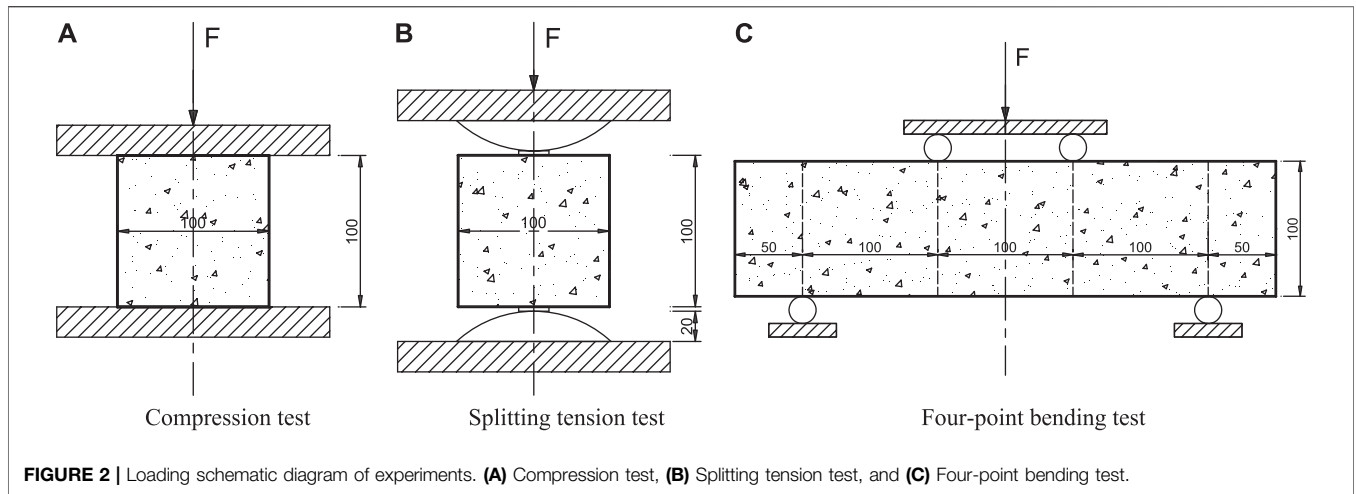 A
F
100
100
Compression test
B
F
100
100
20
Splitting tension test
C
F
50
100
100
100
50
100
Four-point bending test
FIGURE 2 | Loading schematic diagram of experiments. (A) Compression test, (B) Splitting tension test, and (C) Four-point bending test.